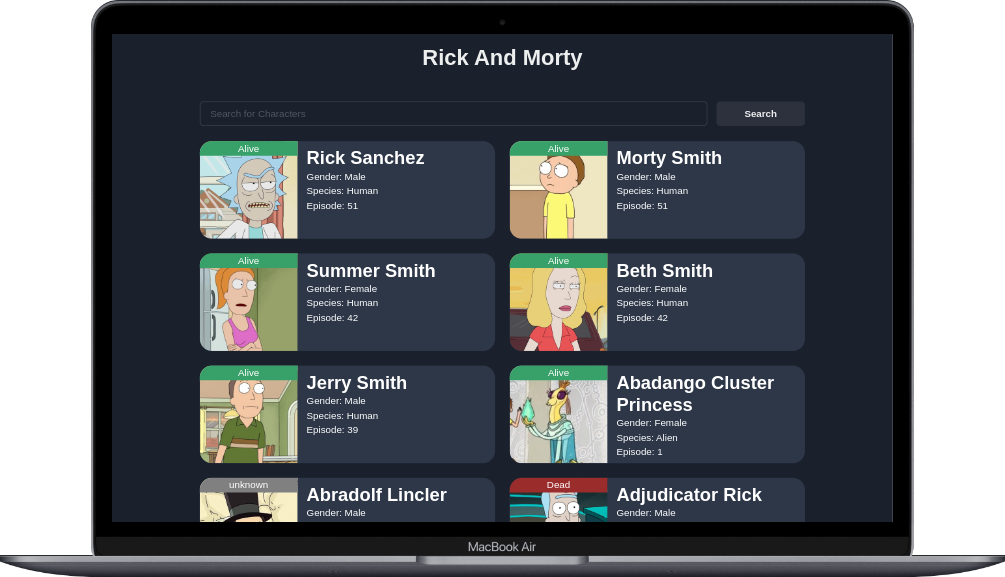 Rick And Morty
Search for Characters
Search
Alive
Rick Sanchez
Gender: Male
Species: Human
Episode: 51
Alive
Morty Smith
Gender: Male
Species: Human
Episode: 51
Alive
Summer Smith
Gender: Female
Species: Human
Episode: 42
Alive
Beth Smith
Gender: Female
Species: Human
Episode: 42
Alive
Jerry Smith
Gender: Male
Species: Human
Episode: 39
Alive
Abadango Cluster
Princess
Gender: Female
Species: Alien
Episode: 1
unknown
Abradolf Lincler
Gender: Male
Dead
Adjudicator Rick
Gender: Male
MacBook Air